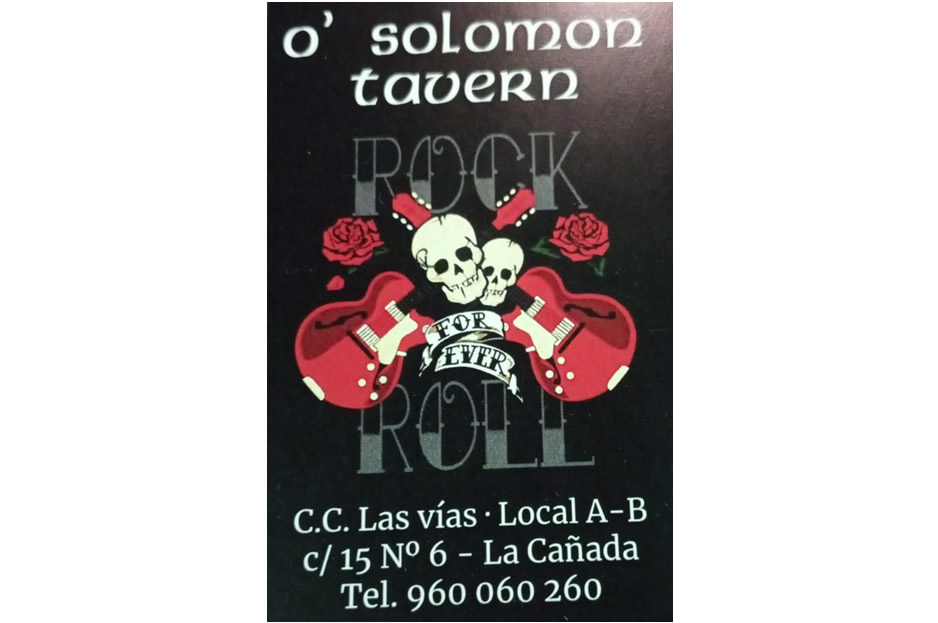 O' Solomon
Tavern
ROCK
FOR
EVER
ROLL
C.C. Las vías · Local A-B
c/ 15 Nº 6 - La Cañada
Tel. 960 060 260